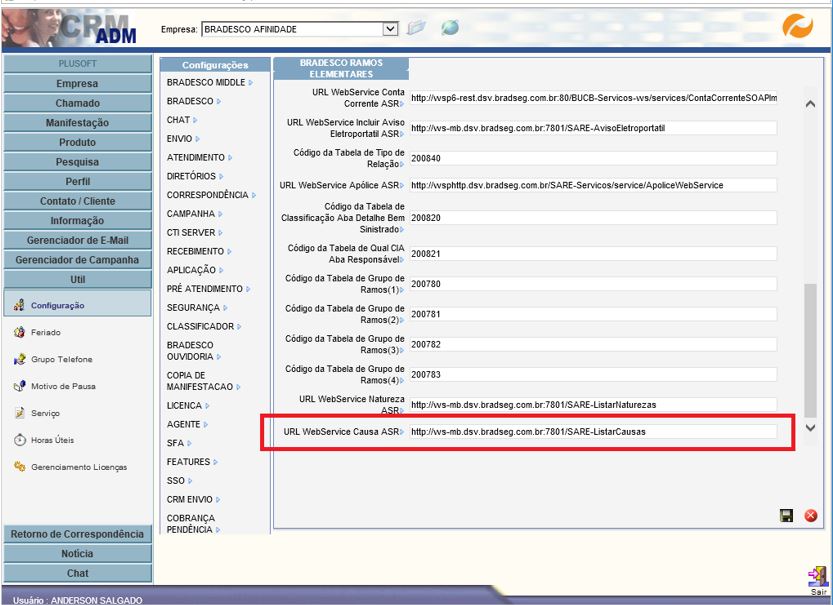 CRM
ADM
Empresa: BRADESCO AFINIDADE
PLUSOFT
Empresa
Chamado
Manifestação
Produto
Pesquisa
Perfil
Contato / Cliente
Informação
Gerenciador de E-Mail
Gerenciador de Campanha
Util
Configuração
Feriado
Grupo Telefone
Motivo de Pausa
Serviço
Horas Úteis
Gerenciamento Licenças
Retorno de Correspondência
Notícia
Chat
Configurações
BRADESCO MIDDLE
BRADESCO
CHAT
ENVIO
ATENDIMENTO
DIRETÓRIOS
CORRESPONDÊNCIA
CAMPANHA
CTI SERVER
RECEBIMENTO
APLICAÇÃO
PRÉ ATENDIMENTO
SEGURANÇA
CLASSIFICADOR
BRADESCO
OUVIDORIA
COPIA DE
MANIFESTACAO
LICENCA
AGENTE
SFA
FEATURES
SSO
CRM ENVIO
COBRANÇA
PENDÊNCIA
BRADESCO RAMOS
ELEMENTARES
URL WebService Conta
Corrente ASR
http://wsp6-rest.dsv.bradseg.com.br:80/BUCB-Servicos-ws/services/ContaCorrenteSOAPIm
URL WebService Incluir Aviso
Eletroportatil ASR
http://ws-mb.dsv.bradseg.com.br:7801/SARE-AvisoEletroportatil
Código da Tabela de Tipo de
Relação
200840
URL WebService Apólice ASR
http://wsphttp.dsv.bradseg.com.br/SARE-Servicos/service/ApoliceWebService
Código da Tabela de
Classificação Aba Detalhe Bem
Sinistrado
200820
Código da Tabela de Qual CIA
Aba Responsável
200821
Código da Tabela de Grupo de
Ramos(1)
200780
Código da Tabela de Grupo de
Ramos(2)
200781
Código da Tabela de Grupo de
Ramos(3)
200782
Código da Tabela de Grupo de
Ramos(4)
200783
URL WebService Natureza
ASR
http://ws-mb.dsv.bradseg.com.br:7801/SARE-ListarNaturezas
URL WebService Causa ASR
http://ws-mb.dsv.bradseg.com.br:7801/SARE-ListarCausas
Sair
Usuário : ANDERSON SALGADO